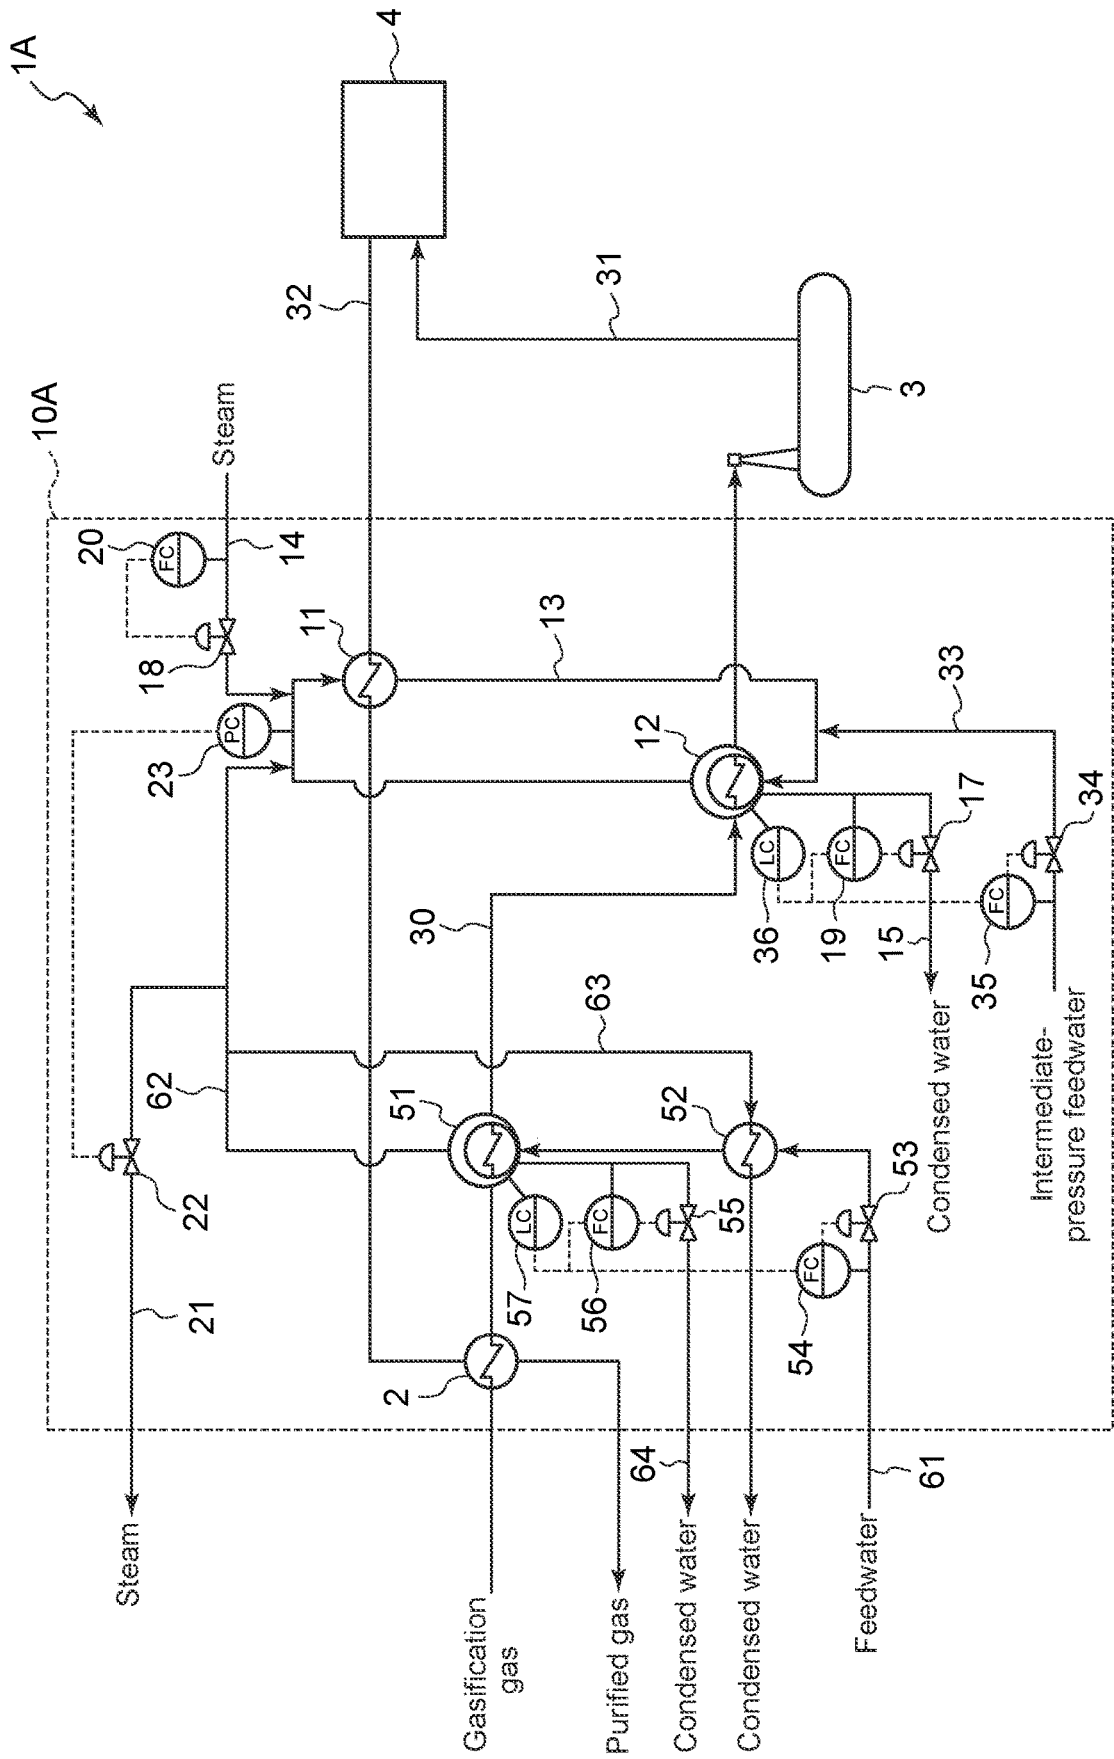 1A
10A
4
32
31
3
Steam
20
FC
14
18
11
13
PC
23
12
33
LC
FC
17
34
36
19
15
FC
35
30
63
62
51
52
Condensed water
Intermediate-
pressure feedwater
22
LC
FC
55
53
57
56
FC
54
21
2
64
61
Steam
Gasification
gas
Purified gas
Condensed water
Condensed water
Feedwater